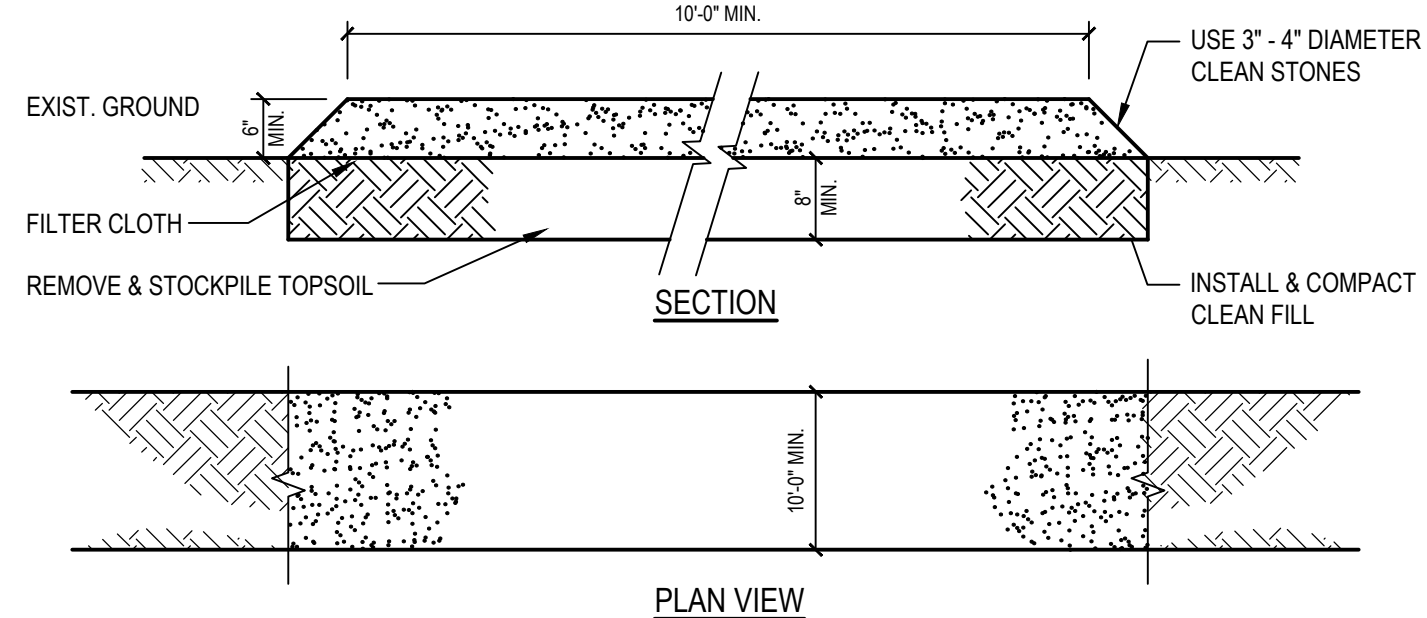 10'-0" MIN.
USE 3" - 4" DIAMETER
CLEAN STONES
EXIST. GROUND
6"
MIN.
FILTER CLOTH
8"
MIN.
REMOVE & STOCKPILE TOPSOIL
INSTALL & COMPACT
CLEAN FILL
SECTION
10'-0" MIN.
PLAN VIEW